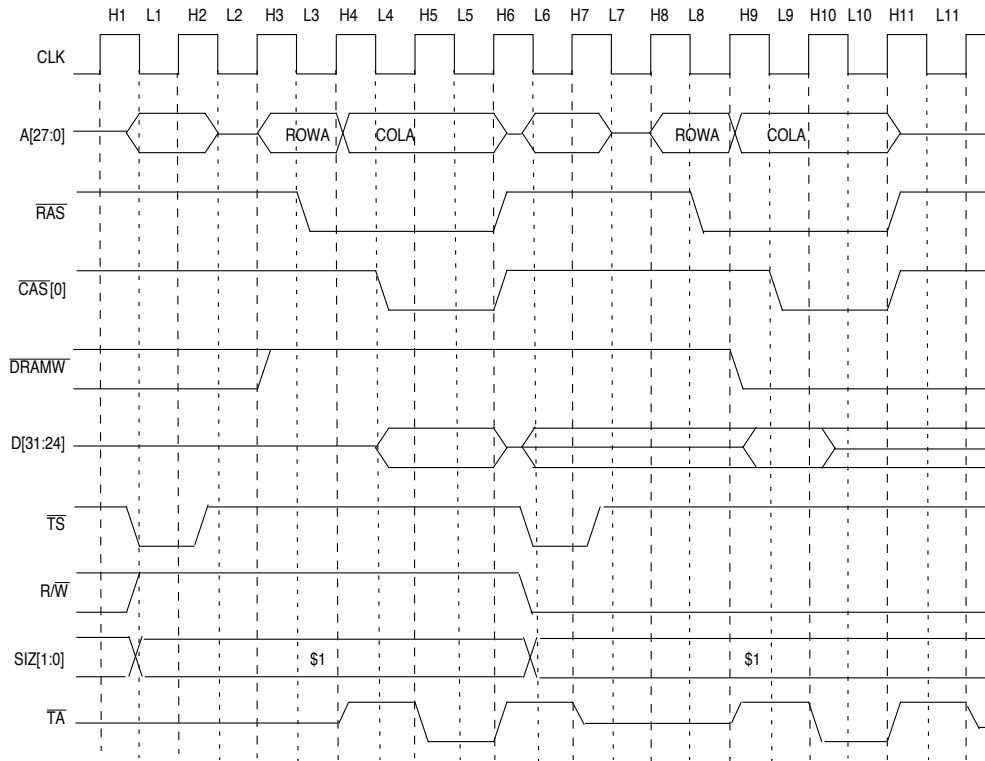 H1 L1 H2 L2 H3 L3 H4 L4 H5 L5 H6 L6 H7 L7 H8 L8 H9 L9 H10 L10 H11 L11
CLK
A[27:0] ROWA COLA ROWA COLA
RAS
CAS[0]
DRAMW
D[31:24]
TS
R/W
SIZ[1:0] $1 $1
TA